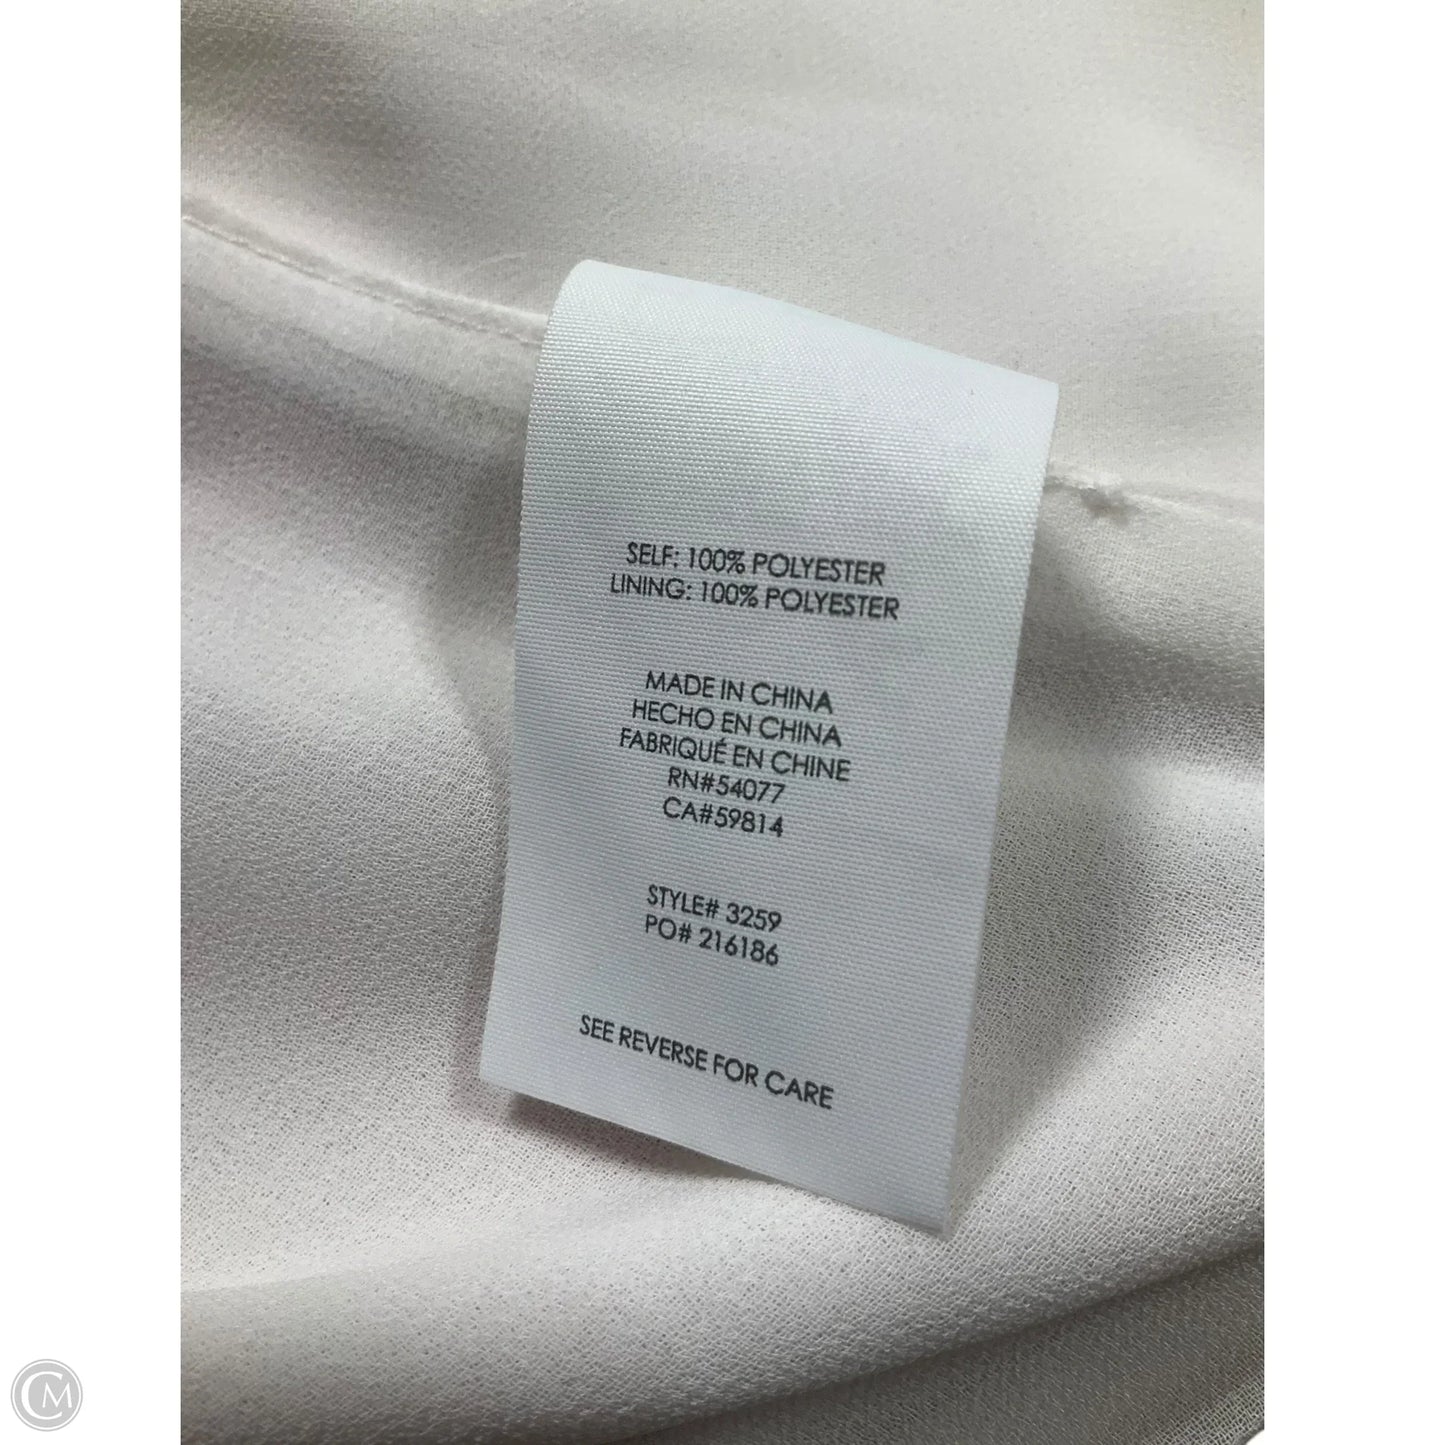 SELF: 100% POLYESTER
LINING: 100% POLYESTER
MADE IN CHINA
HECHO EN CHINA
FABRIQUÉ EN CHINE
RN#54077
CA#59814
STYLE# 3259
PO# 216186
SEE REVERSE FOR CARE
CM